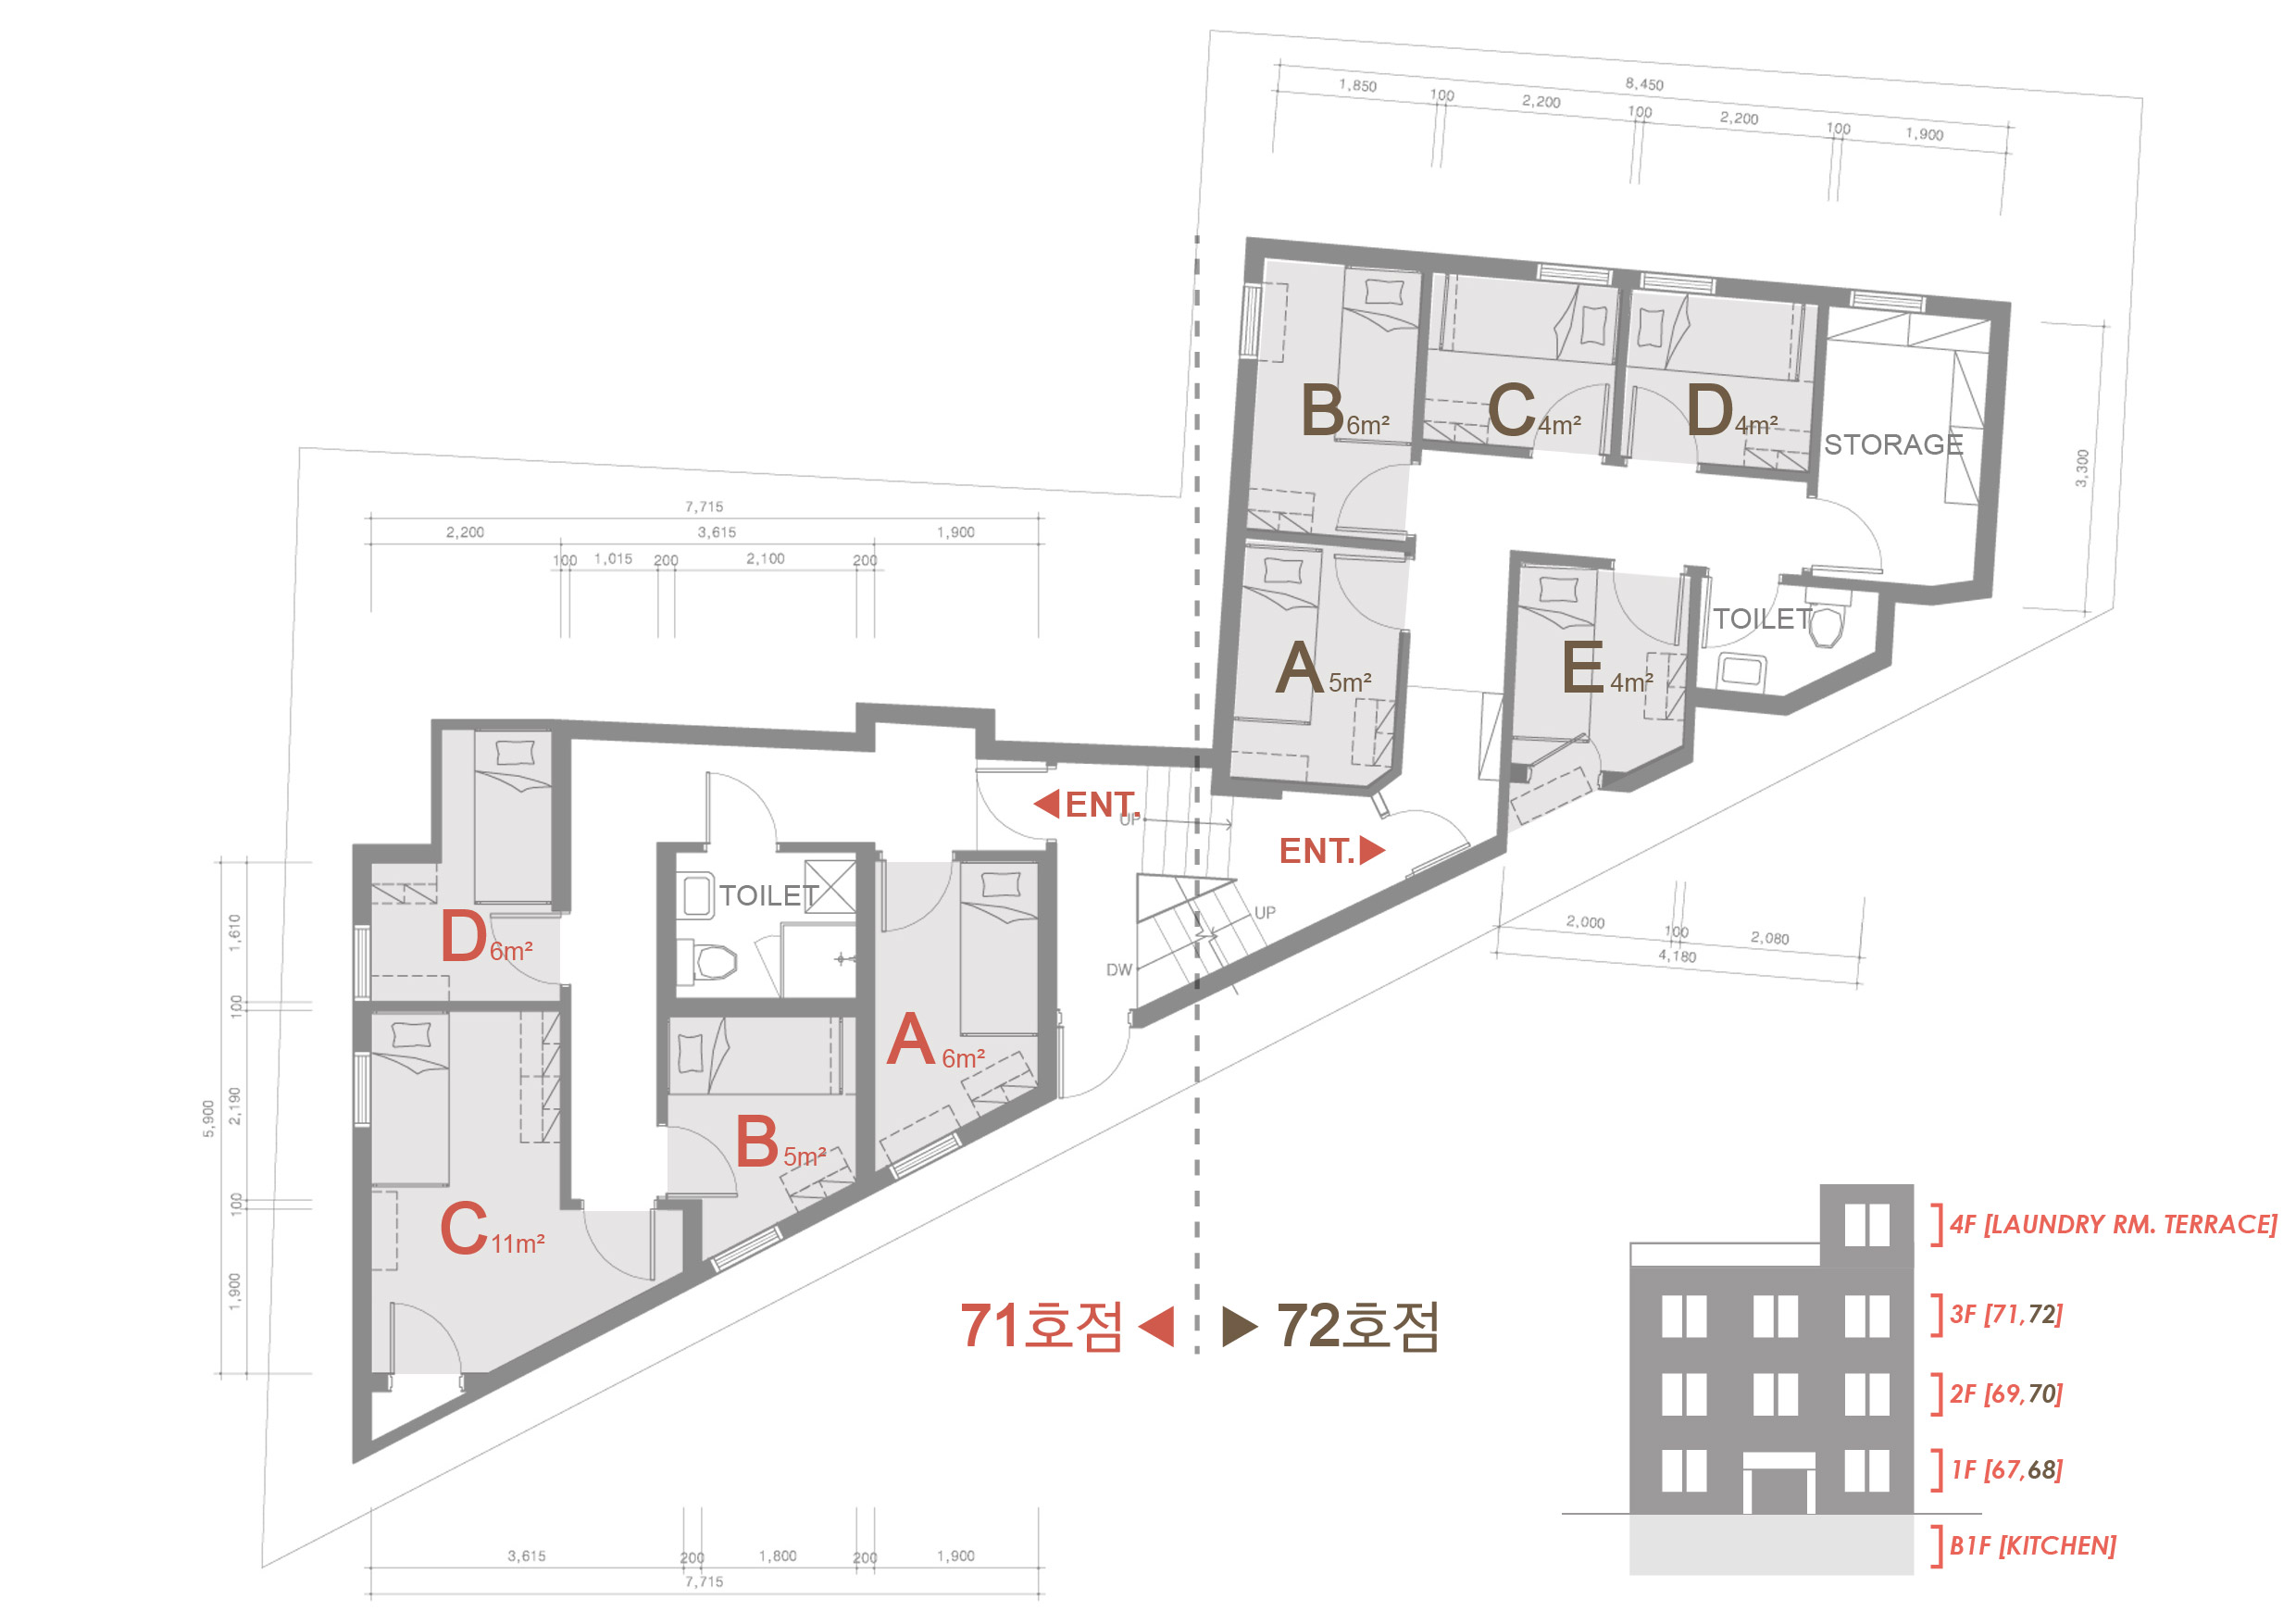 8,450
1,850
100
2,200
100
2,200
100
1,900
B 6m²
C 4m²
D 4m²
STORAGE
3,300
TOILET
A 5m²
E 4m²
7,715
2,200
3,615
1,900
100
1,015
200
2,100
200
ENT.
UP
ENT.
TOILET
UP
DW
D 6m²
A 6m²
B 5m²
C 11m²
2,000
100
2,080
4,180
1,610
100
2,190
5,900
100
1,900
71호점
72호점
3,615
200
1,800
200
1,900
7,715
4F [LAUNDRY RM. TERRACE]
3F [71,72]
2F [69,70]
1F [67,68]
B1F [KITCHEN]